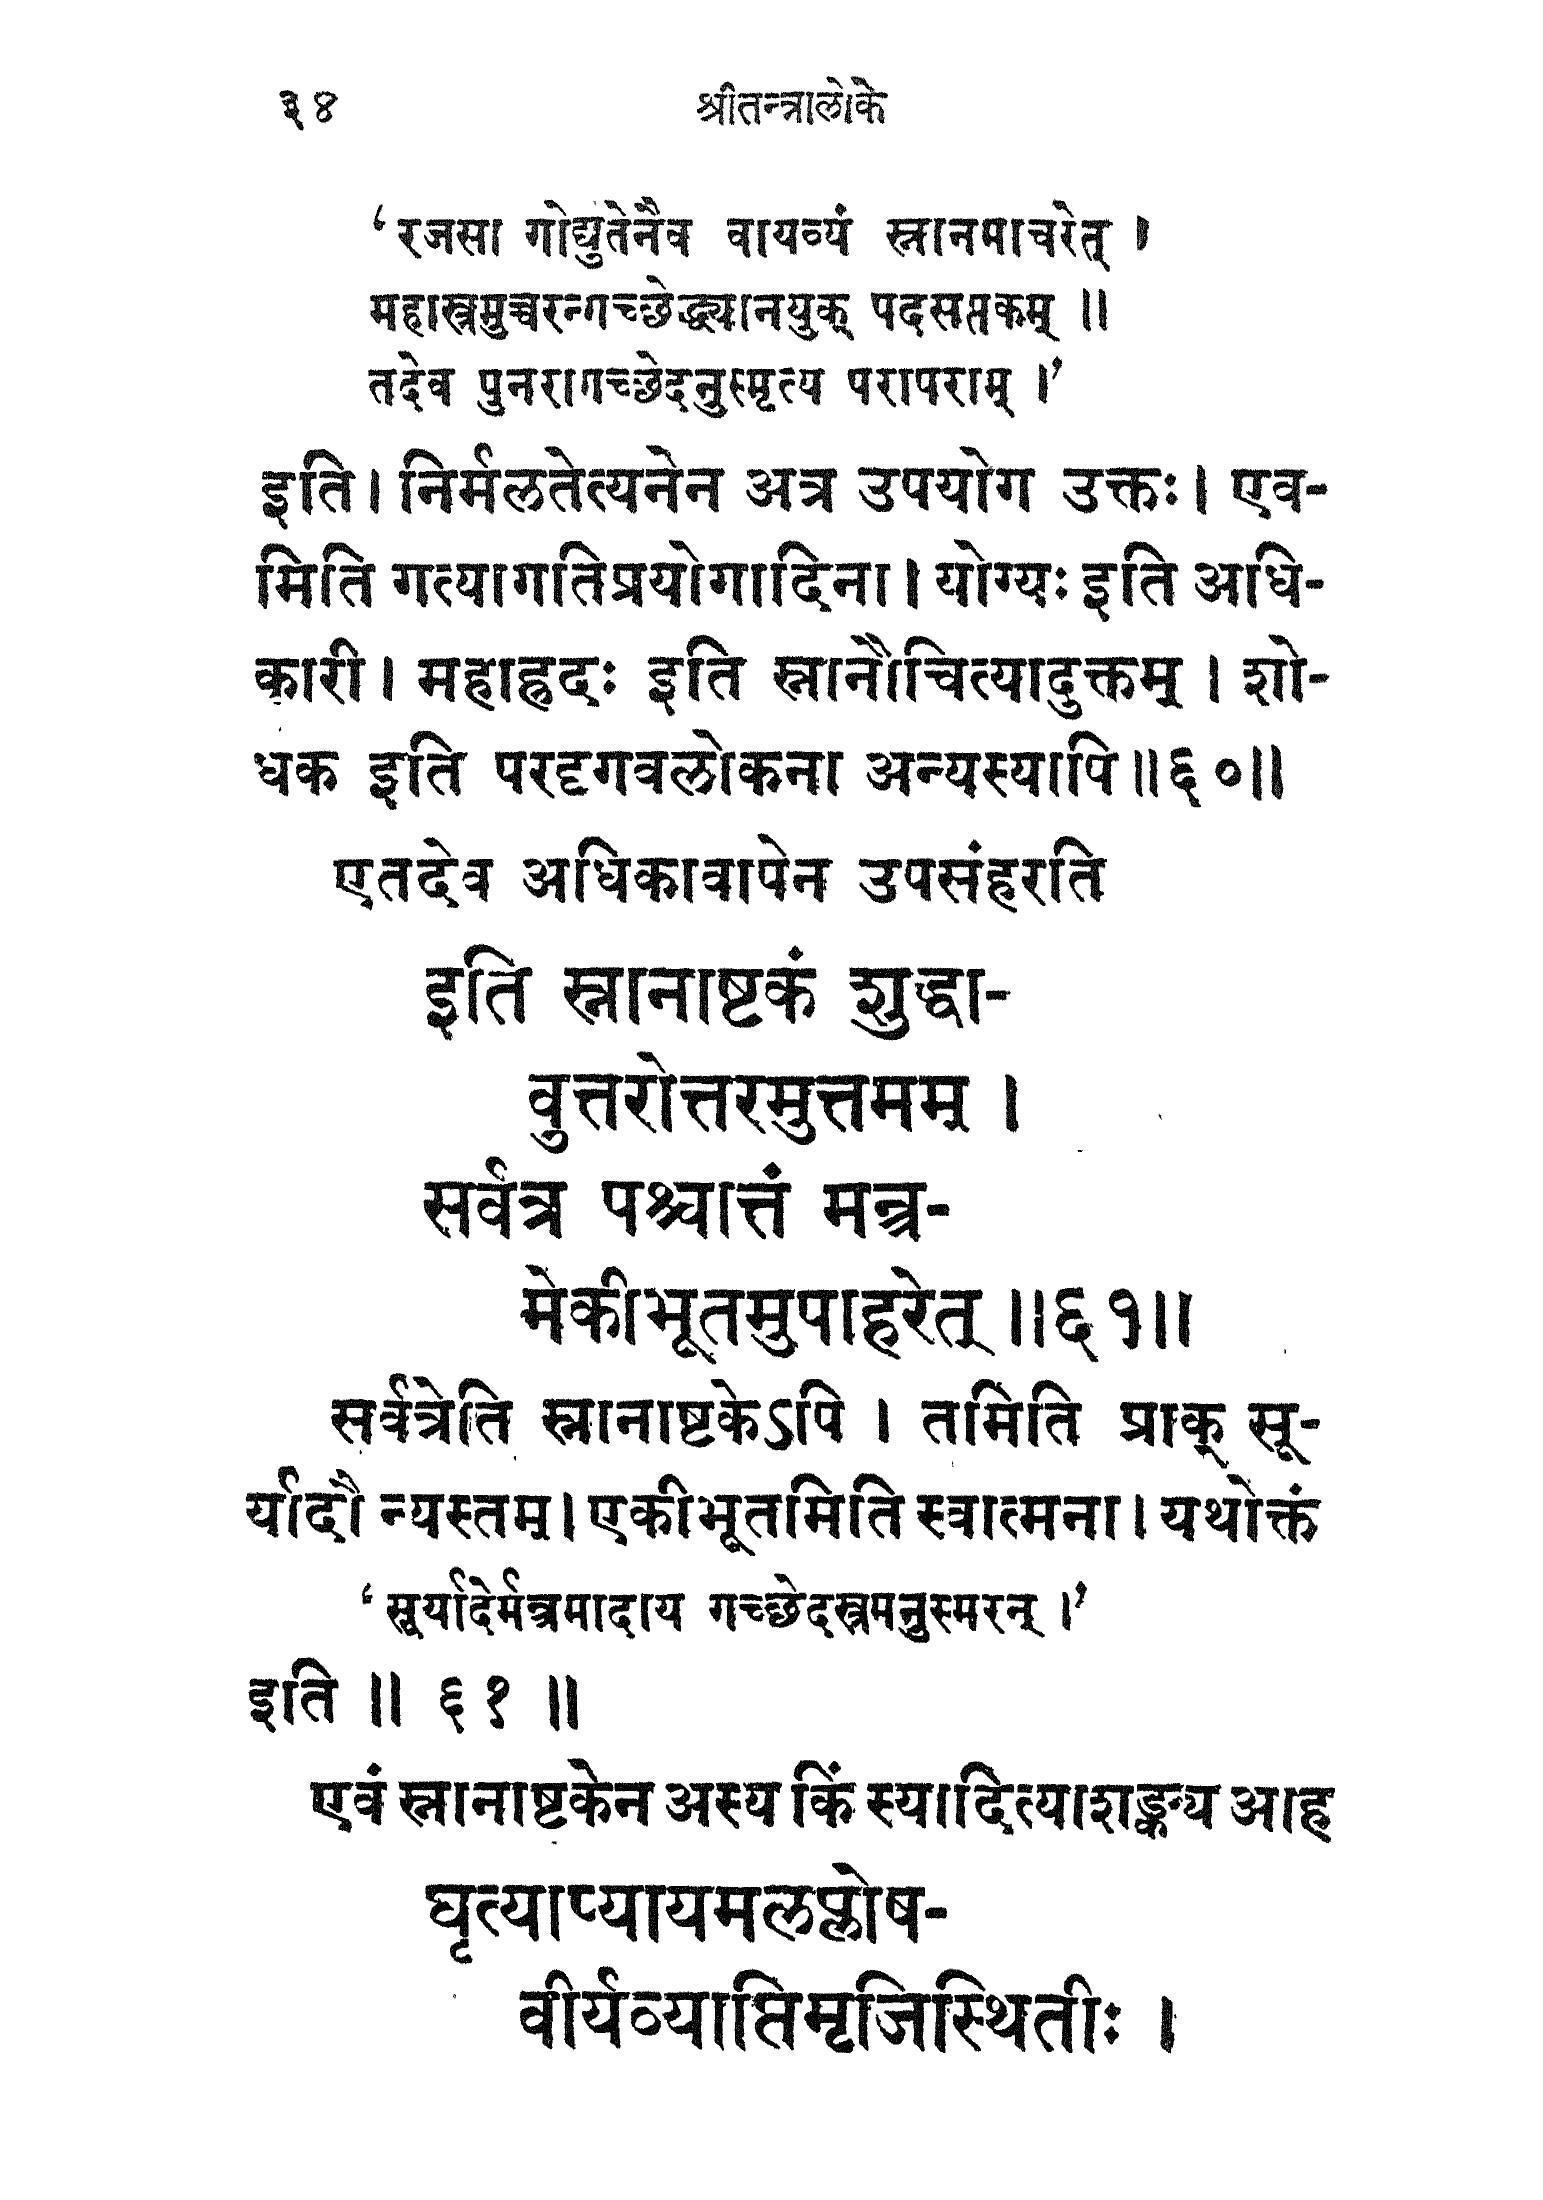 ३४ श्रीतन्त्रालोके
‘रजसा गोद्युतेनैव वायव्यं स्नानमाचरेत् ।
महास्त्रमुच्चरन्गच्छेद्ध्यानयुक् पदसप्तकम् ॥
तदेव पुनरागच्छेदनुस्मृत्य परापराम् ।’
इति । निर्मलतेत्यनेन अत्र उपयोग उक्तः । एव-
मिति गत्यागतिप्रयोगादिना । योग्यः इति अधि-
कारी । महाह्रदः इति स्नानौचित्यादुक्तम् । शो-
धक इति परदृगवलोकना अन्यस्यापि ॥ ६० ॥
एतदेव अधिकावापेन उपसंहरति
इति स्नानाष्टकं शुद्धा-
वुत्तरोत्तरमुत्तमम् ।
सर्वत्र पश्चात्तं मन्त्र-
मेकीभूतमुपाहरेत् ॥ ६१ ॥
सर्वत्रेति स्नानाष्टकेऽपि । तमिति प्राक् सू-
र्यादौ न्यस्तम् । एकीभूतमिति स्वात्मना । यथोक्तं
‘सूर्यादेर्मन्त्रमादाय गच्छेदस्त्रमनुस्मरन् ।’
इति ॥ ६१ ॥
एवं स्नानाष्टकेन अस्य किं स्यादित्याशङ्क्य आह
घृत्याप्यायमलप्लोष-
वीर्यव्याप्तिमृजिस्थितीः ।